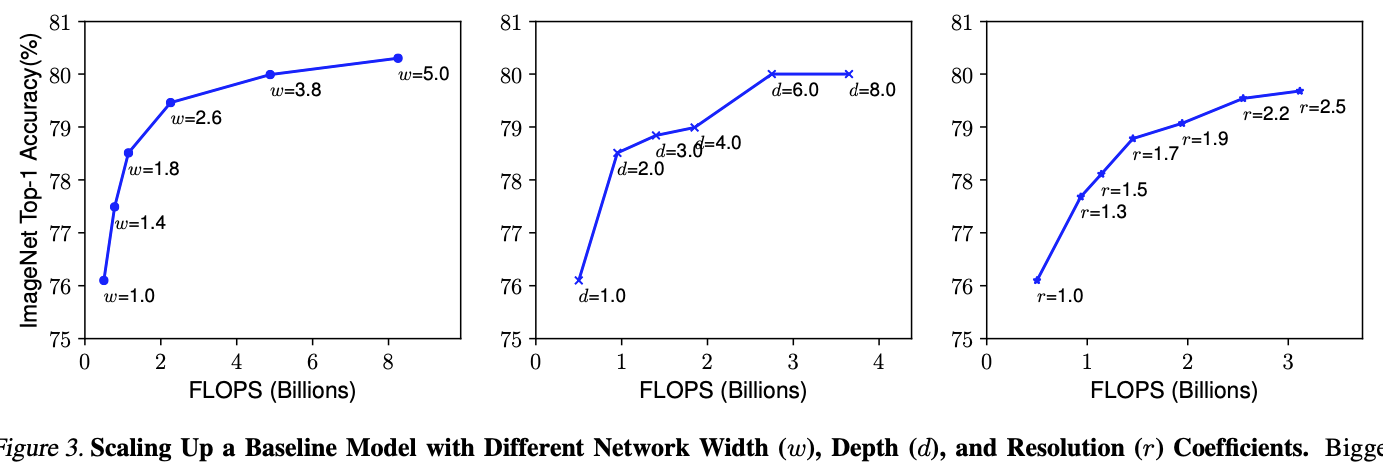 81
80
79
78
77
76
75
ImageNet Top-1 Accuracy(%)
w=1.0
w=1.4
w=1.8
w=2.6
w=3.8
w=5.0
0 2 4 6 8
FLOPS (Billions)
81
80
79
78
77
76
75
d=1.0
d=2.0
d=3.0
d=4.0
d=6.0
d=8.0
0 1 2 3 4
FLOPS (Billions)
81
80
79
78
77
76
75
r=1.0
r=1.3
r=1.5
r=1.7
r=1.9
r=2.2
r=2.5
0 1 2 3
FLOPS (Billions)
Figure 3. Scaling Up a Baseline Model with Different Network Width (w), Depth (d), and Resolution (r) Coefficients. Bigge